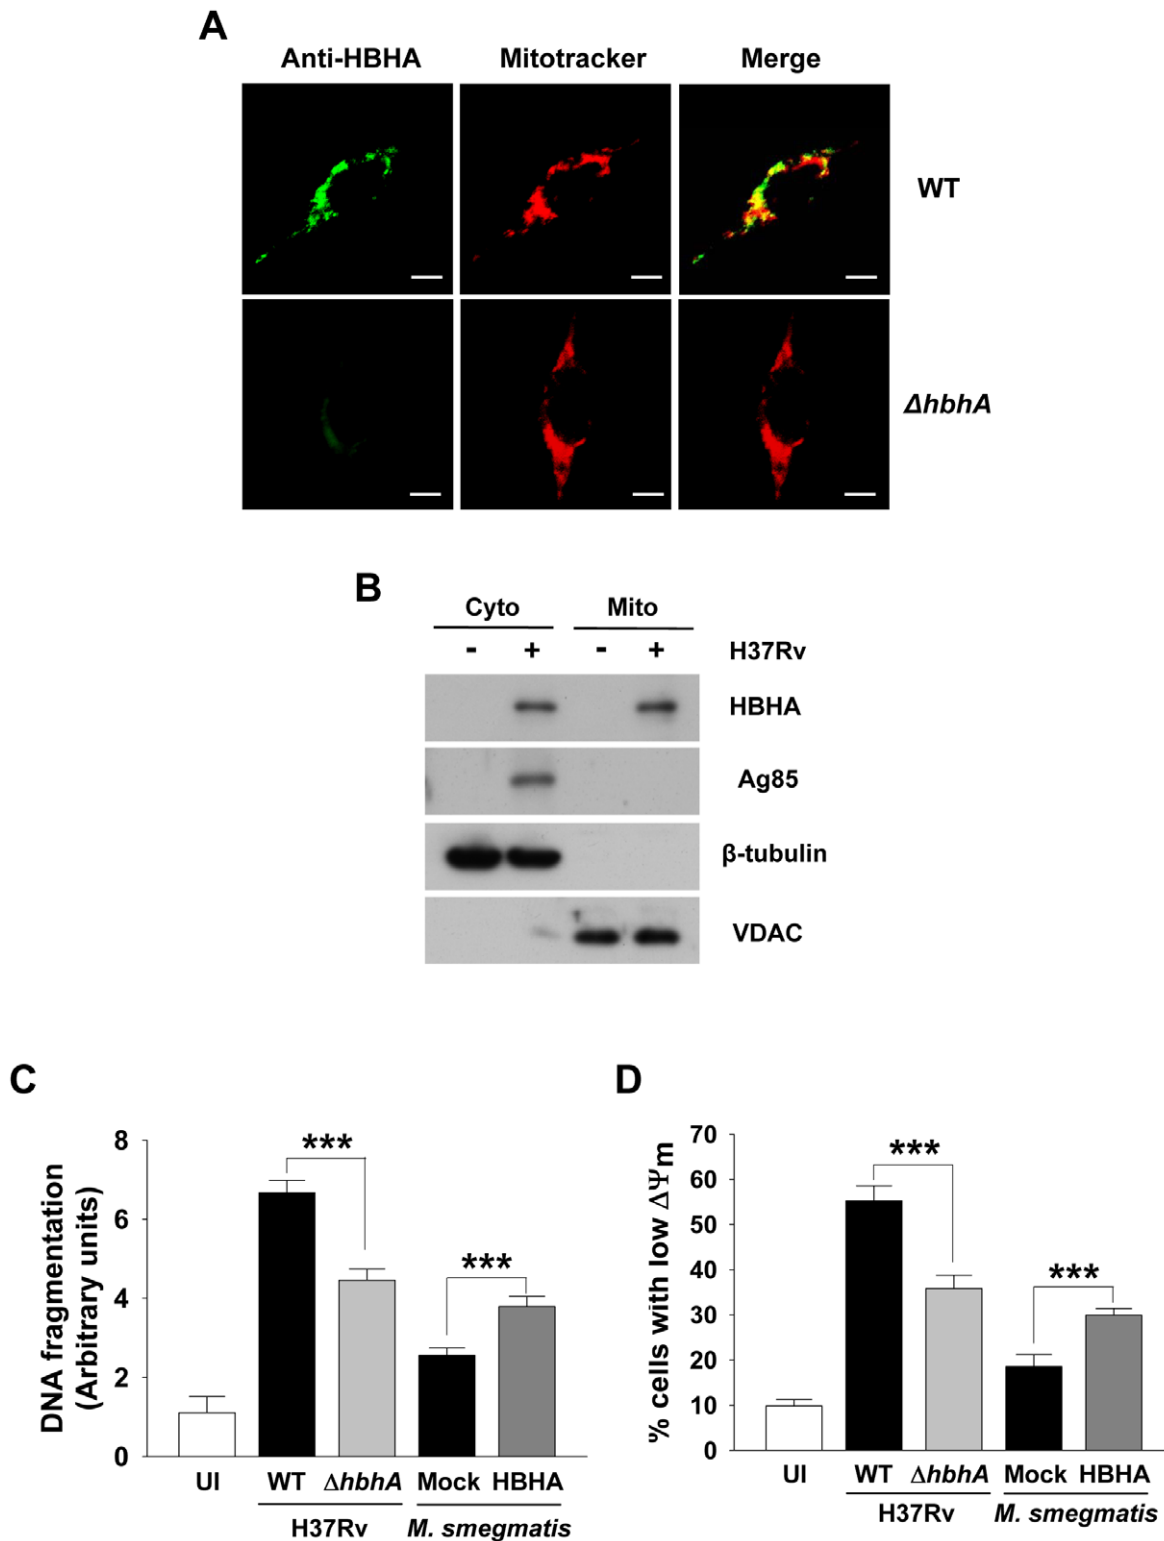 A
Anti-HBHA Mitotracker Merge
WT
ΔhbhA
B
Cyto Mito
- + - + H37Rv
HBHA
Ag85
β-tubulin
VDAC
C
DNA fragmentation
(Arbitrary units)
8
6
4
2
0
***
***
UI WT ΔhbhA Mock HBHA
H37Rv M. smegmatis
D
% cells with low ΔΨm
70
60
50
40
30
20
10
0
***
***
UI WT ΔhbhA Mock HBHA
H37Rv M. smegmatis